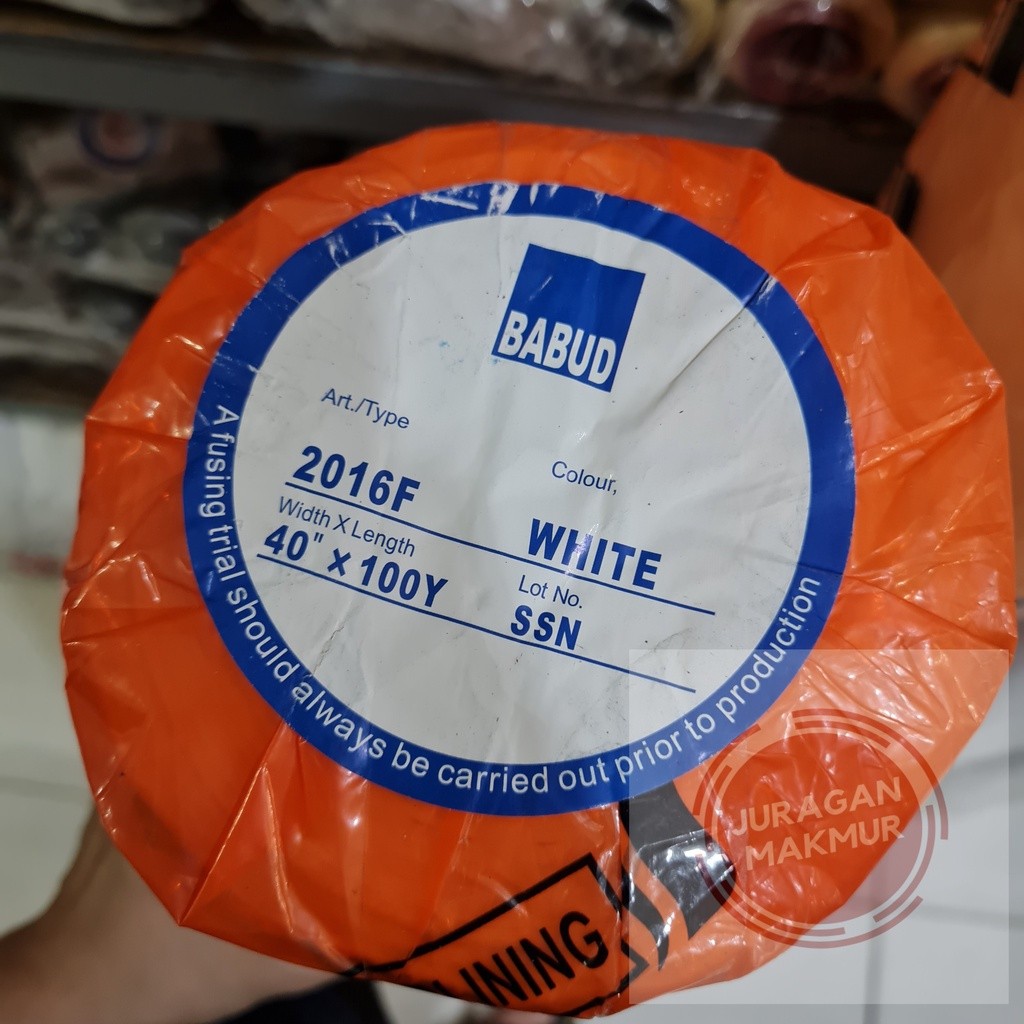 BABUD
Art./Type
2016F
Colour,
WHITE
Width X Length
40" X 100Y
Lot No.
SSN
A fusing trial should always be carried out prior to production
JURAGAN
MAKMUR